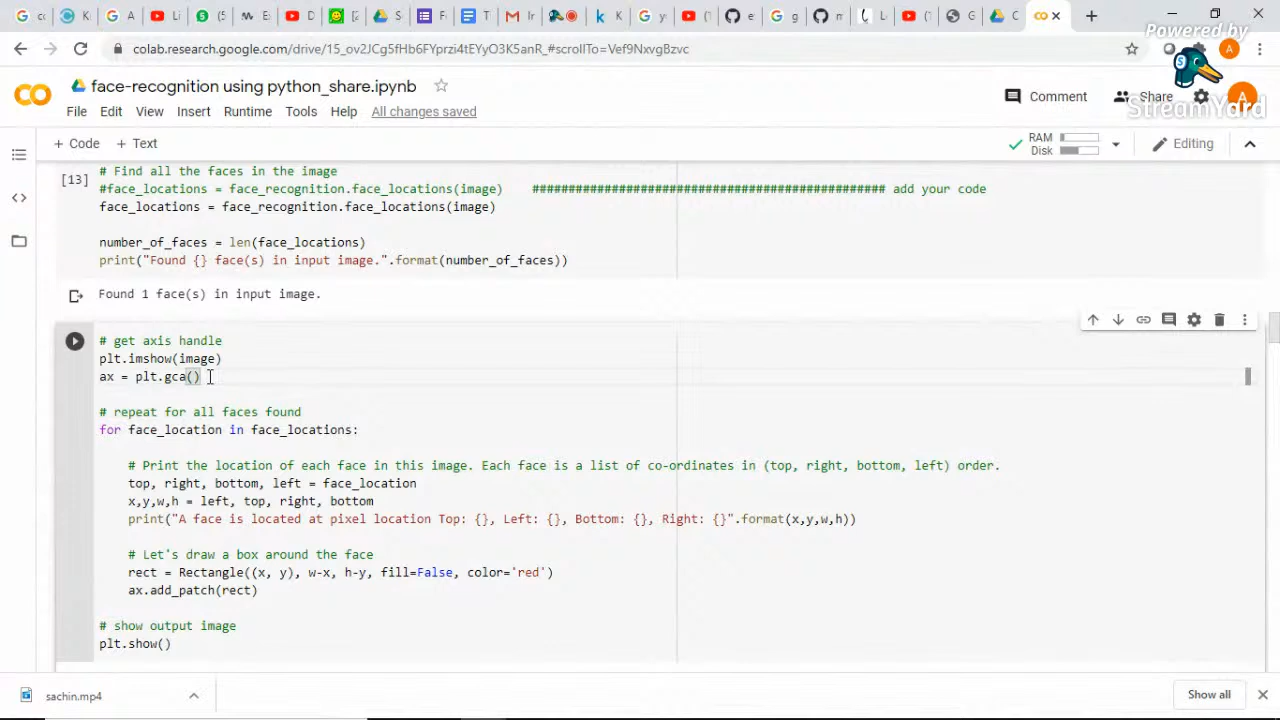 colab.research.google.com/drive/15_ov2JCg5fHb6FYprzi4tEYyO3K5anR_#scrollTo=Vef9NxvgBzvc
Powered by
StreamYard
face-recognition using python_share.ipynb
File Edit View Insert Runtime Tools Help All changes saved
Comment Share
+ Code + Text
RAM
Disk
Editing
# Find all the faces in the image
[13]
#face_locations = face_recognition.face_locations(image) ################################################# add your code
face_locations = face_recognition.face_locations(image)
number_of_faces = len(face_locations)
print("Found {} face(s) in input image.".format(number_of_faces))
Found 1 face(s) in input image.
# get axis handle
plt.imshow(image)
ax = plt.gca()
# repeat for all faces found
for face_location in face_locations:
# Print the location of each face in this image. Each face is a list of co-ordinates in (top, right, bottom, left) order.
top, right, bottom, left = face_location
x,y,w,h = left, top, right, bottom
print("A face is located at pixel location Top: {}, Left: {}, Bottom: {}, Right: {}".format(x,y,w,h))
# Let's draw a box around the face
rect = Rectangle((x, y), w-x, h-y, fill=False, color='red')
ax.add_patch(rect)
# show output image
plt.show()
sachin.mp4
Show all